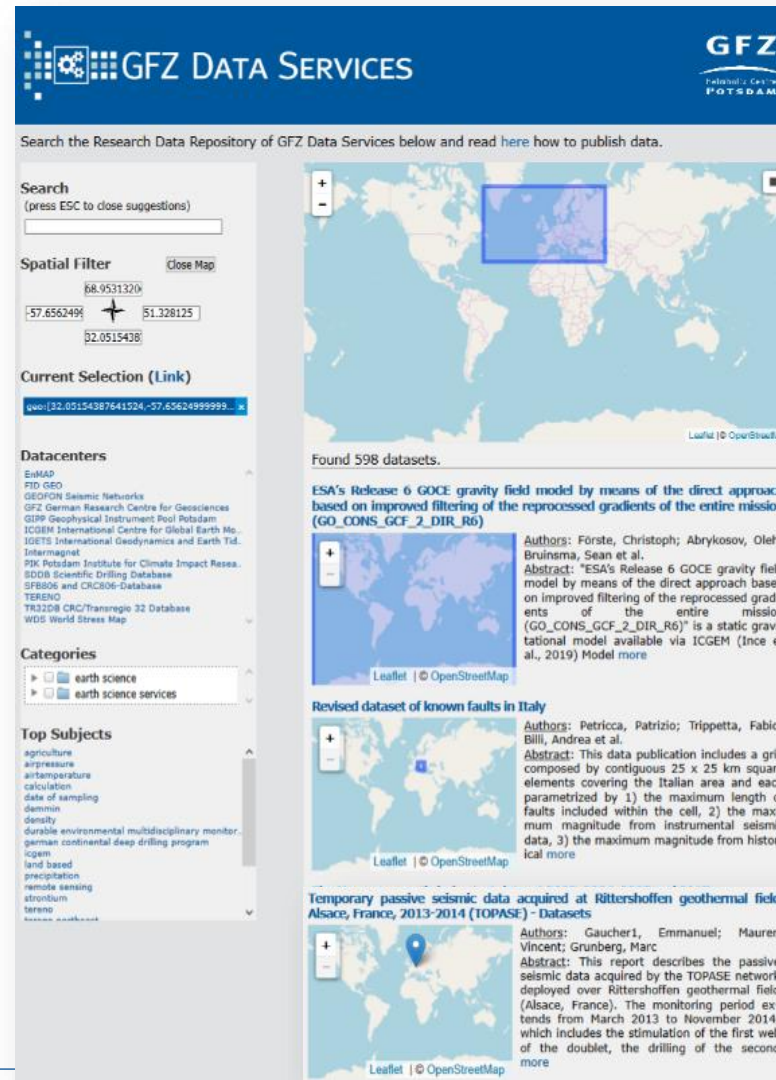 GFZ DATA SERVICES
GFZ
Helmholtz Centre
POTSDAM
Search the Research Data Repository of GFZ Data Services below and read here how to publish data.
Search
(press ESC to close suggestions)
Spatial Filter
Close Map
68.9531320
-57.6562499
51.328125
32.0515438
Current Selection (Link)
geo:[32.05154387641524,-57.65624999999... x
Datacenters
EnMAP
FID GEO
GEOFON Seismic Networks
GFZ German Research Centre for Geosciences
GIPP Geophysical Instrument Pool Potsdam
ICGEM International Centre for Global Earth Mo..
IGETS International Geodynamics and Earth Tid..
Intermagnet
PIK Potsdam Institute for Climate Impact Resea..
SDDB Scientific Drilling Database
SFB806 and CRC806-Database
TERENO
TR32DB CRC/Transregio 32 Database
WDS World Stress Map
Categories
earth science
earth science services
Top Subjects
agriculture
airpressure
airtemperature
calculation
date of sampling
demmin
density
durable environmental multidisciplinary monitor..
german continental deep drilling program
icgem
land based
precipitation
remote sensing
strontium
tereno
+
-
Leaflet | © OpenStreetMa
Found 598 datasets.
ESA's Release 6 GOCE gravity field model by means of the direct approac
based on improved filtering of the reprocessed gradients of the entire mission
(GO_CONS_GCF_2_DIR_R6)
+
-
Leaflet | © OpenStreetMap
Authors: Förste, Christoph; Abrykosov, Oleh
Bruinsma, Sean et al.
Abstract: "ESA's Release 6 GOCE gravity fiel
model by means of the direct approach base
on improved filtering of the reprocessed grad
ents of the entire missio
(GO_CONS_GCF_2_DIR_R6)" is a static grav
tational model available via ICGEM (Ince e
al., 2019) Model more
Revised dataset of known faults in Italy
+
-
Leaflet | © OpenStreetMap
Authors: Petricca, Patrizio; Trippetta, Fabio
Billi, Andrea et al.
Abstract: This data publication includes a gri
composed by contiguous 25 x 25 km squar
elements covering the Italian area and eac
parametrized by 1) the maximum length o
faults included within the cell, 2) the max
mum magnitude from instrumental seismi
data, 3) the maximum magnitude from histor
ical more
Temporary passive seismic data acquired at Rittershoffen geothermal field
Alsace, France, 2013-2014 (TOPASE) - Datasets
+
-
Leaflet | © OpenStreetMap
Authors: Gaucher1, Emmanuel; Maurer
Vincent; Grunberg, Marc
Abstract: This report describes the passive
seismic data acquired by the TOPASE network
deployed over Rittershoffen geothermal field
(Alsace, France). The monitoring period ex
tends from March 2013 to November 2014
which includes the stimulation of the first well
of the doublet, the drilling of the second
more